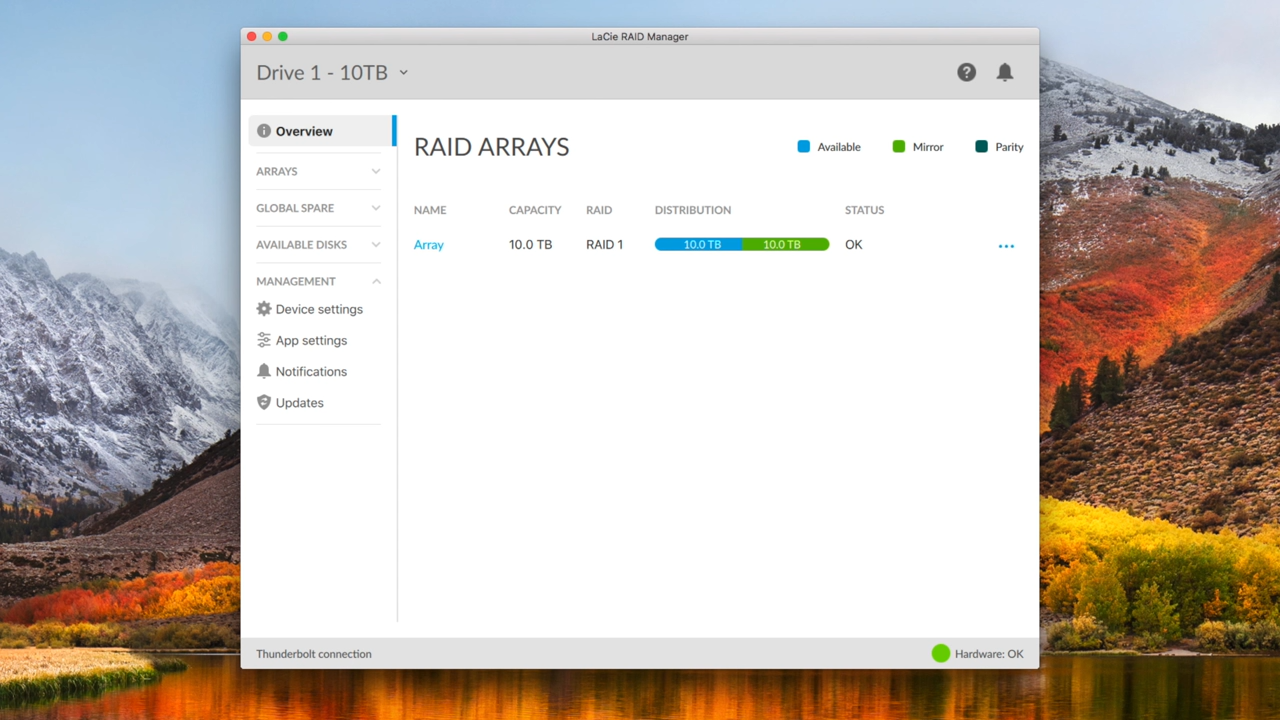 LaCie RAID Manager
Drive 1 - 10TB
Overview
ARRAYS
GLOBAL SPARE
AVAILABLE DISKS
MANAGEMENT
Device settings
App settings
Notifications
Updates
RAID ARRAYS
Available Mirror Parity
NAME CAPACITY RAID DISTRIBUTION STATUS
Array 10.0 TB RAID 1 10.0 TB 10.0 TB OK
Thunderbolt connection
Hardware: OK